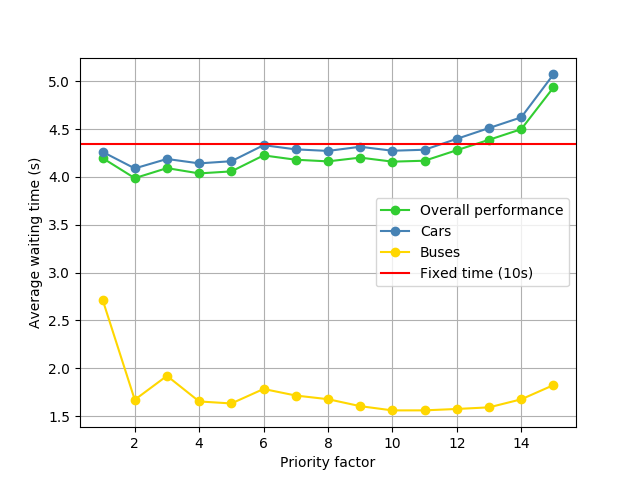 5.0
4.5
4.0
3.5
3.0
2.5
2.0
1.5
Average waiting time (s)
Overall performance
Cars
Buses
Fixed time (10s)
2 4 6 8 10 12 14
Priority factor